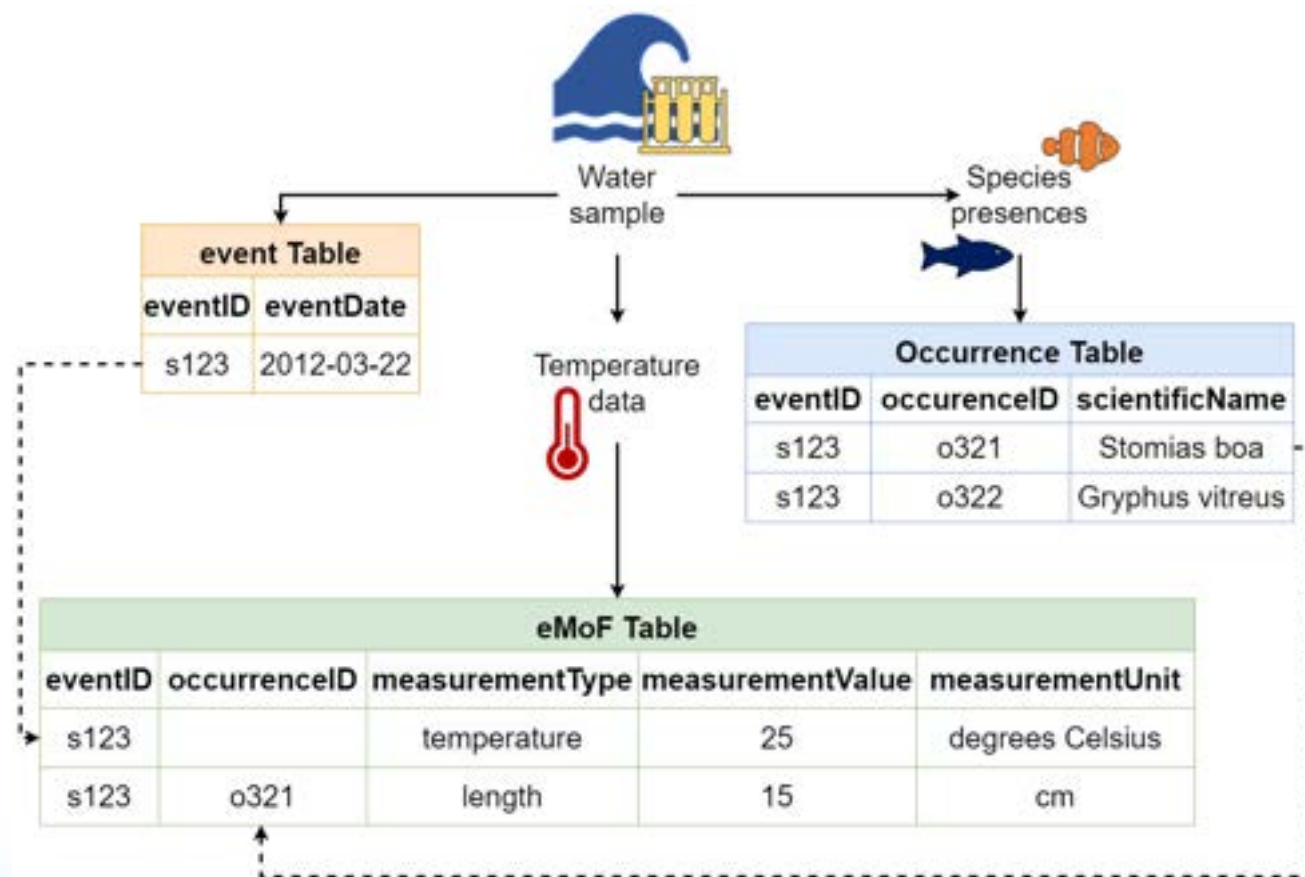 Water
sample
Species
presences
event Table
eventID eventDate
s123 2012-03-22
Temperature
data
Occurrence Table
eventID occurenceID scientificName
s123 o321 Stomias boa
s123 o322 Gryphus vitreus
eMoF Table
eventID occurrenceID measurementType measurementValue measurementUnit
s123 temperature 25 degrees Celsius
s123 o321 length 15 cm